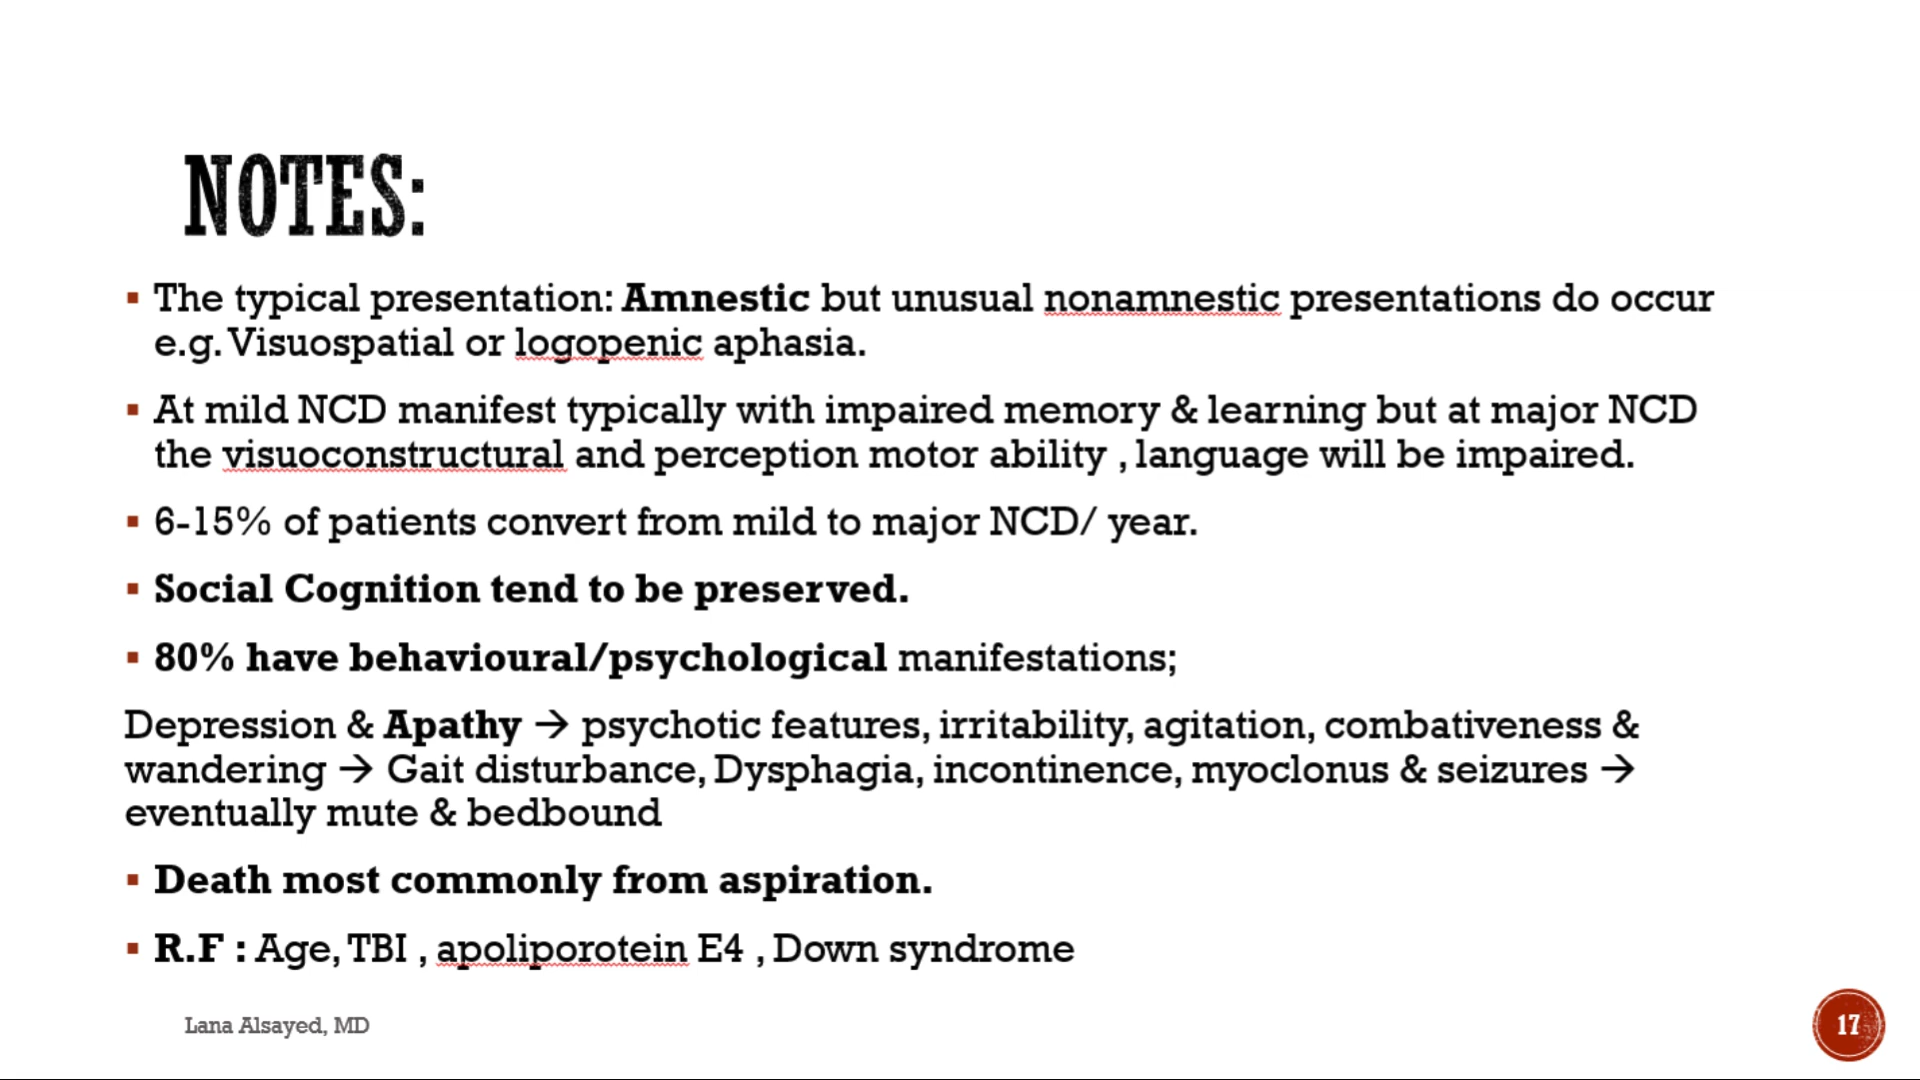 NOTES:
▪ The typical presentation: Amnestic but unusual nonamnestic presentations do occur
e.g. Visuospatial or logopenic aphasia.
▪ At mild NCD manifest typically with impaired memory & learning but at major NCD
the visuoconstructural and perception motor ability , language will be impaired.
▪ 6-15% of patients convert from mild to major NCD/ year.
▪ Social Cognition tend to be preserved.
▪ 80% have behavioural/psychological manifestations;
Depression & Apathy → psychotic features, irritability, agitation, combativeness &
wandering → Gait disturbance, Dysphagia, incontinence, myoclonus & seizures →
eventually mute & bedbound
▪ Death most commonly from aspiration.
▪ R.F : Age, TBI , apoliporotein E4 , Down syndrome
Lana Alsayed, MD
17